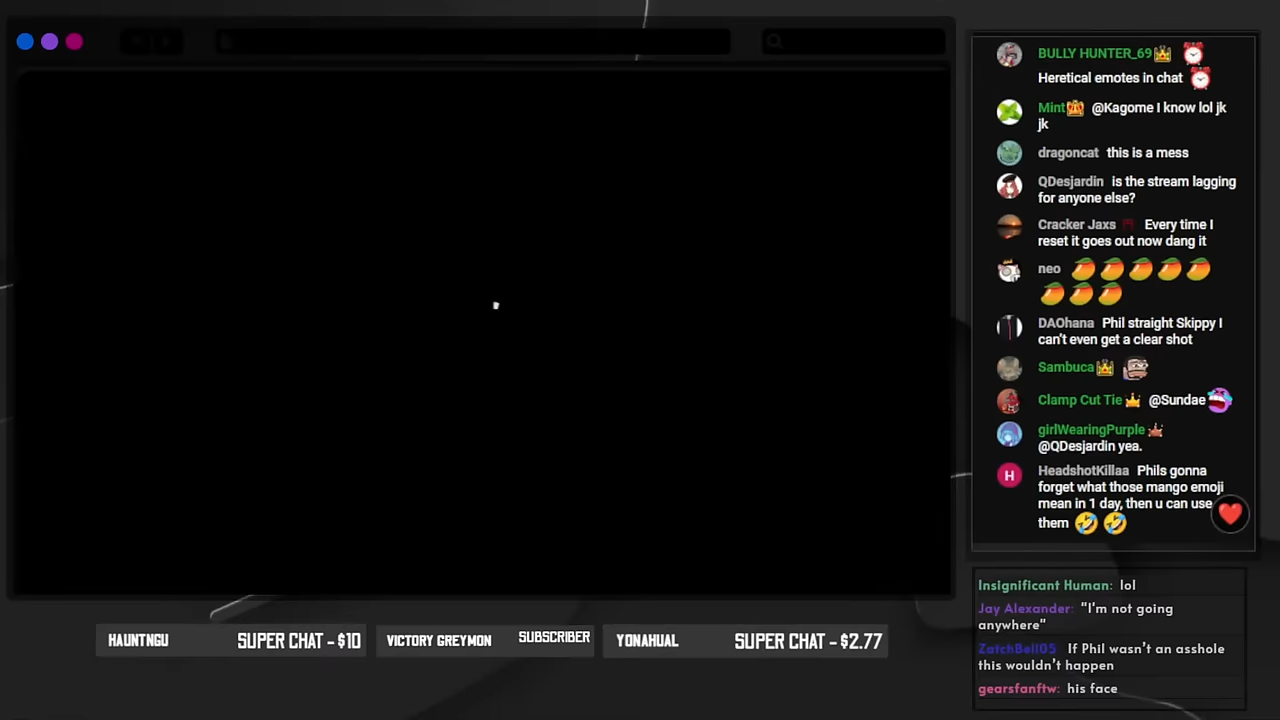 BULLY HUNTER_69
Heretical emotes in chat
Mint @Kagome I know lol jk
jk
dragoncat this is a mess
QDesjardin is the stream lagging
for anyone else?
Cracker Jaxs Every time I
reset it goes out now dang it
neo
DAOhana Phil straight Skippy I
can't even get a clear shot
Sambuca
Clamp Cut Tie @Sundae
girlWearingPurple
@QDesjardin yea.
H HeadshotKillaa Phils gonna
forget what those mango emoji
mean in 1 day, then u can use
them
Insignificant Human: lol
Jay Alexander: "I'm not going
anywhere"
ZatchBell05 If Phil wasn't an asshole
this wouldn't happen
gearsfanftw: his face
HAUNTNGU SUPER CHAT - $10
VICTORY GREYMON SUBSCRIBER
YONAHUAL SUPER CHAT - $2.77